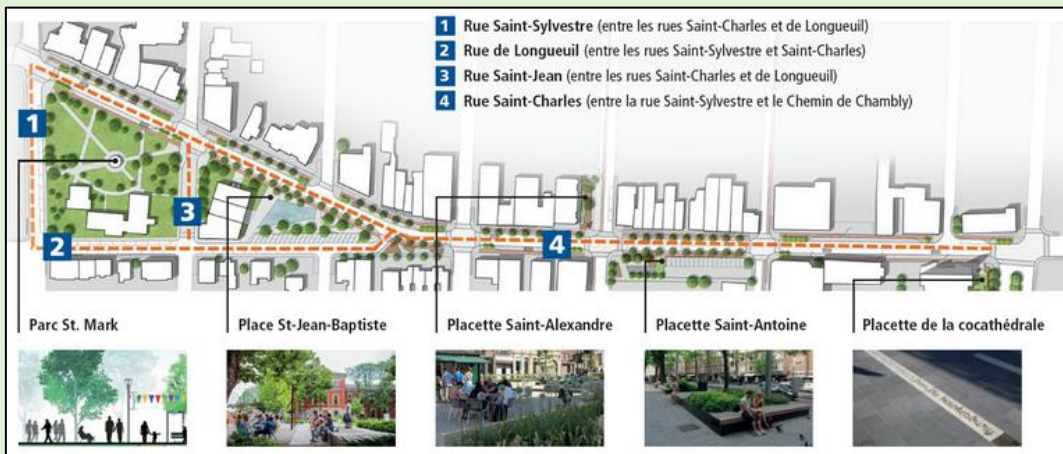 1 Rue Saint-Sylvestre (entre les rues Saint-Charles et de Longueuil)
2 Rue de Longueuil (entre les rues Saint-Sylvestre et Saint-Charles)
3 Rue Saint-Jean (entre les rues Saint-Charles et de Longueuil)
4 Rue Saint-Charles (entre la rue Saint-Sylvestre et le Chemin de Chambly)
1
3
2
4
Parc St. Mark
Place St-Jean-Baptiste
Placette Saint-Alexandre
Placette Saint-Antoine
Placette de la cocathédrale